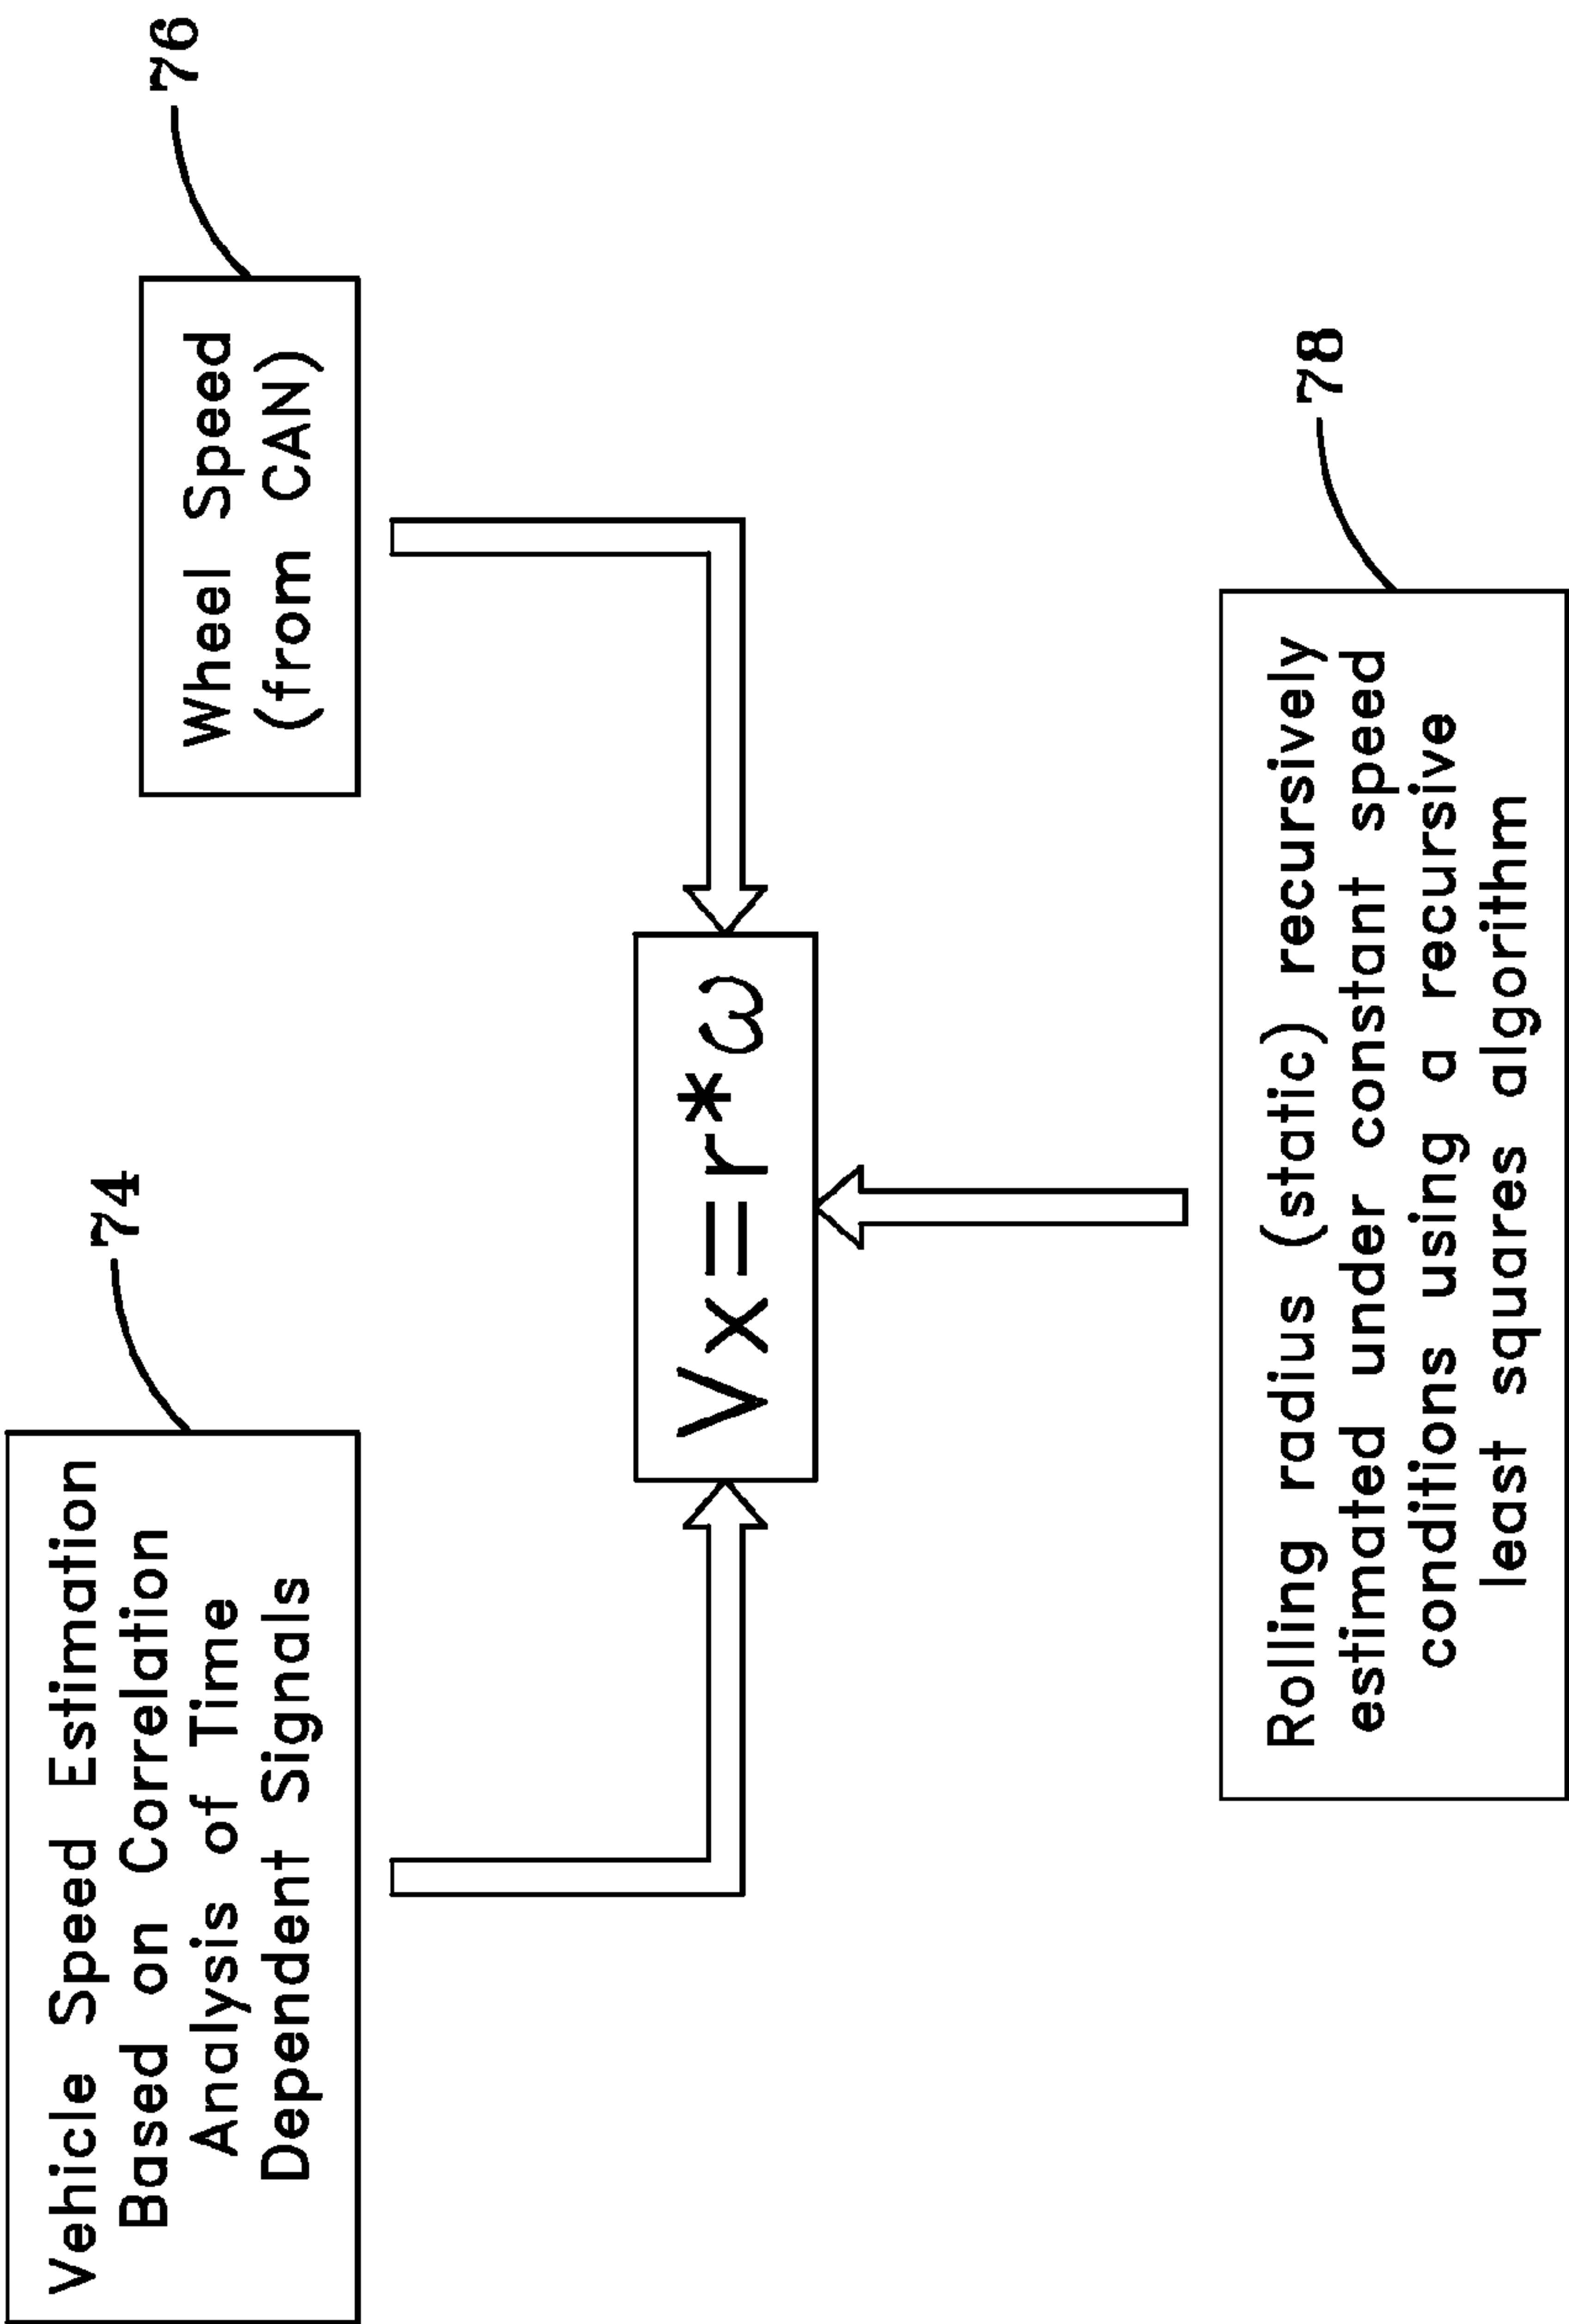 74
Vehicle Speed Estimation
Based on Correlation
Analysis of Time
Dependent Signals
76
Wheel Speed
(from CAN)
Vx=r*ω
78
Rolling radius (static) recursively
estimated under constant speed
conditions using a recursive
least squares algorithm